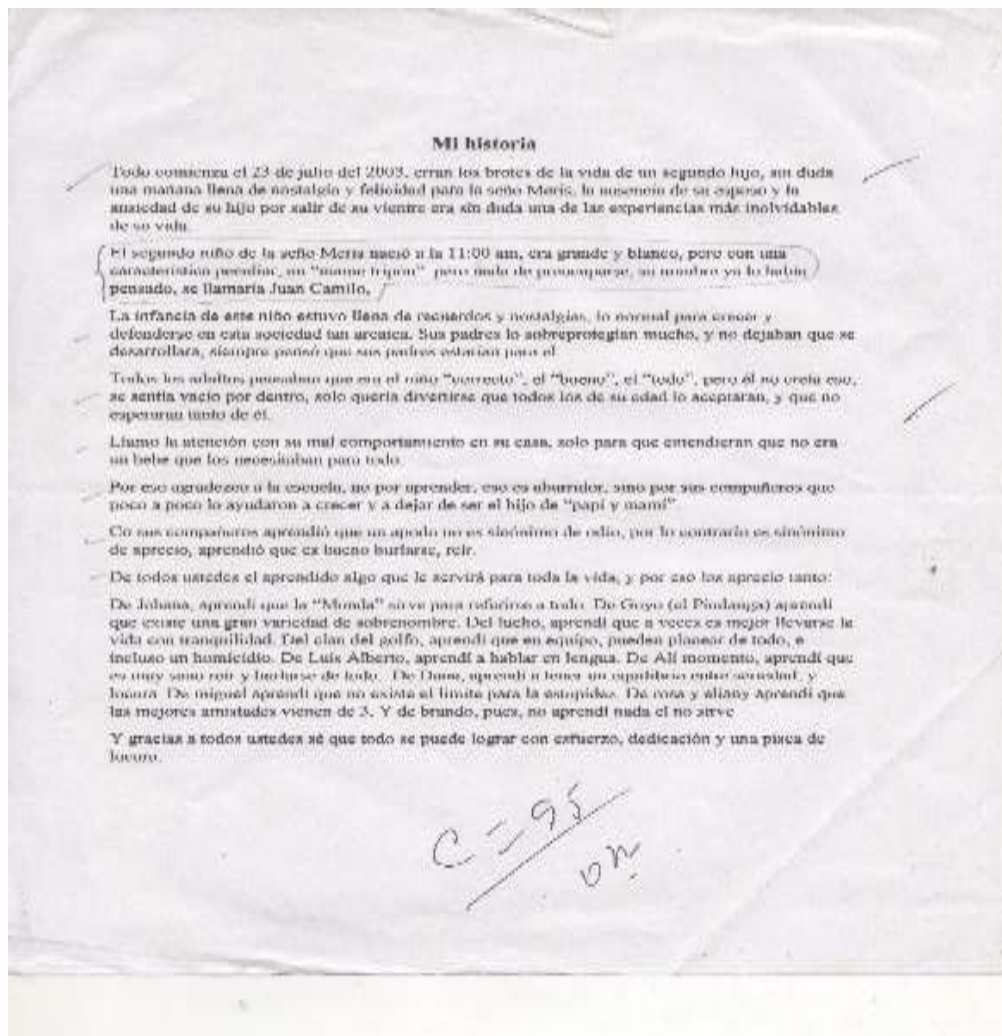 Mi historia
Todo comienza el 23 de julio del 2003, erran los brotes de la vida de un segundo hijo, sin duda
una mañana llena de nostalgia y felicidad para la seño Meris, la ausencia de su esposo y la
ansiedad de su hijo por salir de su vientre era sin duda una de las experiencias más inolvidables
de su vida.
El segundo niño de la seño Meris nació a la 11:00 am, era grande y blanco, pero con una
característica peculiar, un pero nada de preocuparse, su nombre ya lo habían
pensado, se llamaría Juan Camilo,
La infancia de este niño estuvo llena de recuerdos y nostalgias, lo normal para crecer y
defenderse en esta sociedad tan arcaica. Sus padres lo sobreprotegían mucho, y no dejaban que se
desarrollara, siempre pensó que sus padres estarían para el
Todos los adultos pensaban que era el niño “correcto”, el “bueno”, el “todo”, pero él no creía eso,
se sentía vacío por dentro, solo quería divertirse que todos los de su edad lo aceptaran, y que no
esperaran tanto de él.
Llamo la atención con su mal comportamiento en su casa, solo para que entendieran que no era
un bebe que los necesitaban para todo.
Por eso agradezco a la escuela, no por aprender, eso es aburridor, sino por sus compañeros que
poco a poco lo ayudaron a crecer y a dejar de ser el hijo de “papi y mami”.
Co sus compañeros aprendió que un apodo no es sinónimo de odio, por lo contrario es sinónimo
de aprecio, aprendió que es bueno burlarse, reír.
De todos ustedes el aprendido algo que le servirá para toda la vida, y por eso los aprecio tanto:
De Johana, aprendí que la “Monda” sirve para referirse a todo. De Goyo (el Pindanga) aprendí
que existe una gran variedad de sobrenombre. Del lucho, aprendí que a veces es mejor llevarse la
vida con tranquilidad. Del clan del golfo, aprendí que en equipo, pueden planear de todo, e
incluso un homicidio. De Luis Alberto, aprendí a hablar en lengua. De Alí momento, aprendí que
es muy sano reír y burlarse de todo. De Dana, aprendí a tener un equilibrio entre seriedad, y
locura. De miguel aprendí que no existe el limite para la estupidez. De rosa y eliany aprendí que
las mejores amistades vienen de 3. Y de brando, pues, no aprendí nada el no sirve
Y gracias a todos ustedes sé que todo se puede lograr con esfuerzo, dedicación y una pizca de
locura.
C = 95